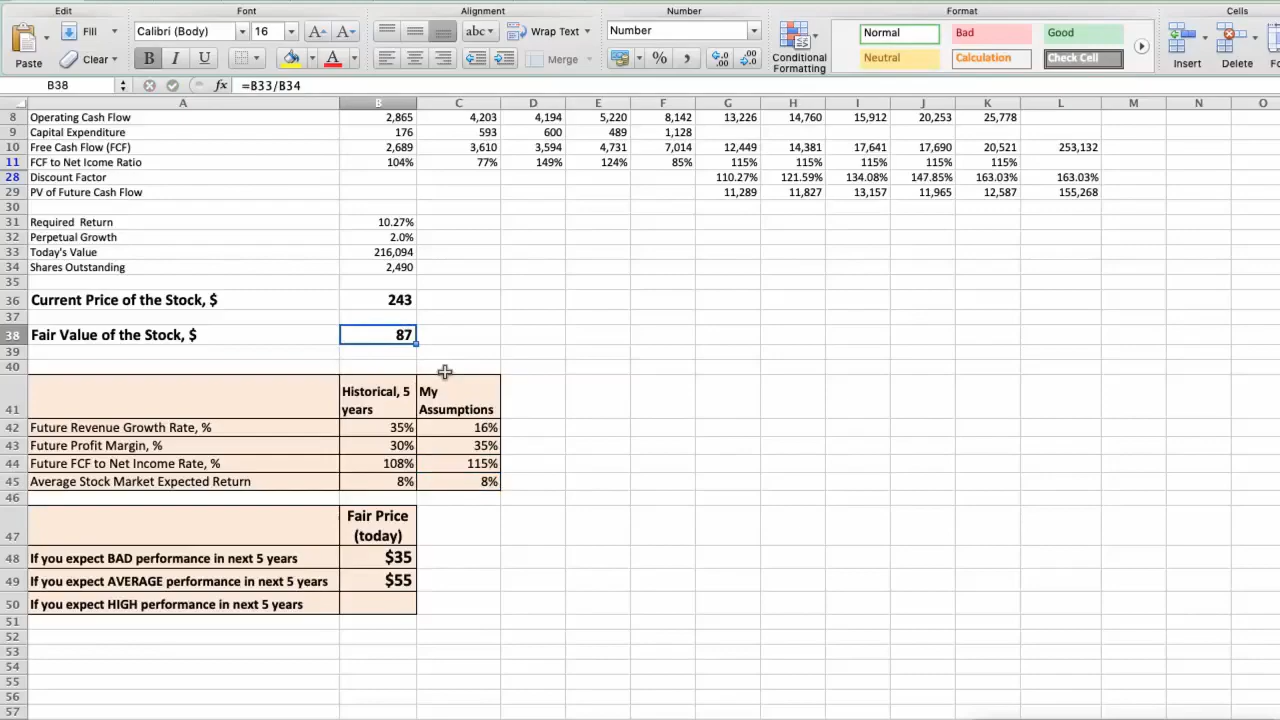 Edit Font Alignment Number Format Cells
Fill Calibri (Body) 16 A A abc Wrap Text Number Normal Bad Good
Paste Clear B I U A Merge % , .0 .00 .00 .0 Conditional Formatting Neutral Calculation Check Cell Insert Delete
B38 fx =B33/B34
A B C D E F G H I J K L M N O
8 Operating Cash Flow 2,865 4,203 4,194 5,220 8,142 13,226 14,760 15,912 20,253 25,778
9 Capital Expenditure 176 593 600 489 1,128
10 Free Cash Flow (FCF) 2,689 3,610 3,594 4,731 7,014 12,449 14,381 17,641 17,690 20,521 253,132
11 FCF to Net Icome Ratio 104% 77% 149% 124% 85% 115% 115% 115% 115% 115%
28 Discount Factor 110.27% 121.59% 134.08% 147.85% 163.03% 163.03%
29 PV of Future Cash Flow 11,289 11,827 13,157 11,965 12,587 155,268
30
31 Required Return 10.27%
32 Perpetual Growth 2.0%
33 Today's Value 216,094
34 Shares Outstanding 2,490
35
36 Current Price of the Stock, $ 243
37
38 Fair Value of the Stock, $ 87
39
40
41 Historical, 5 years My Assumptions
42 Future Revenue Growth Rate, % 35% 16%
43 Future Profit Margin, % 30% 35%
44 Future FCF to Net Income Rate, % 108% 115%
45 Average Stock Market Expected Return 8% 8%
46
47 Fair Price (today)
48 If you expect BAD performance in next 5 years $35
49 If you expect AVERAGE performance in next 5 years $55
50 If you expect HIGH performance in next 5 years
51
52
53
54
55
56
57